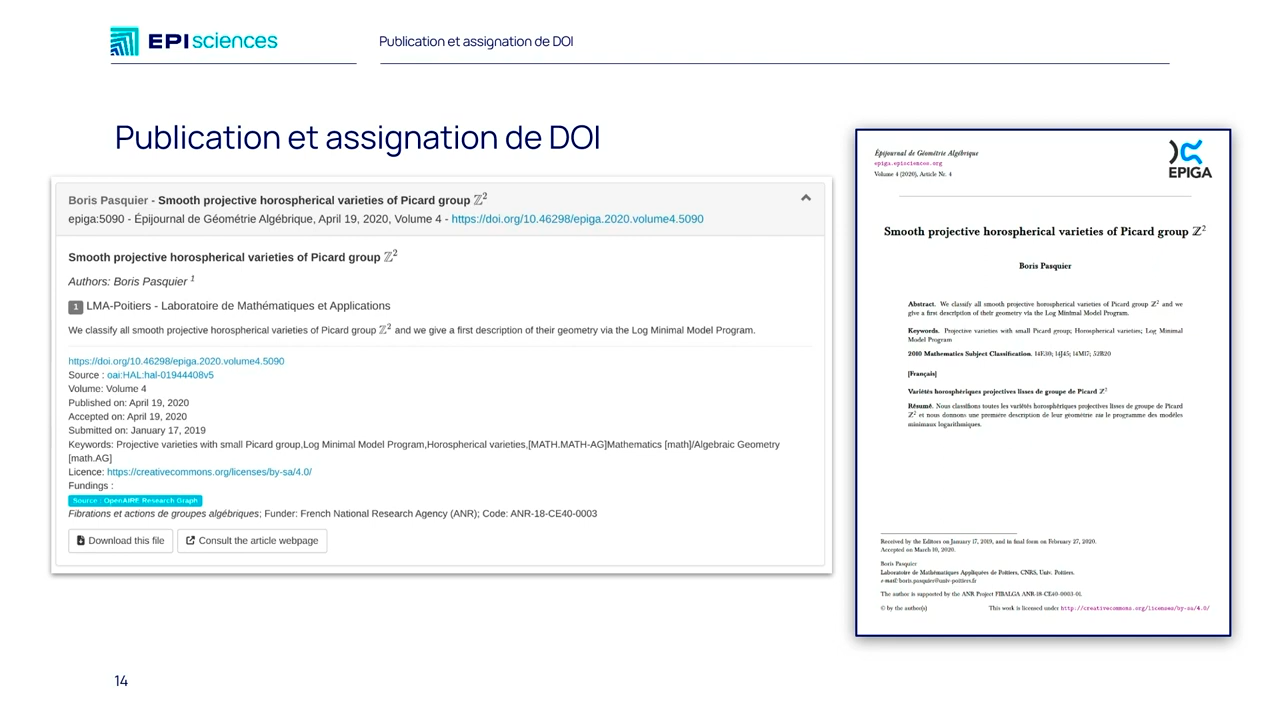 EPIsciences
Publication et assignation de DOI
Publication et assignation de DOI
Boris Pasquier - Smooth projective horospherical varieties of Picard group ℤ²
epiga:5090 - Épijournal de Géométrie Algébrique, April 19, 2020, Volume 4 - https://doi.org/10.46298/epiga.2020.volume4.5090
Smooth projective horospherical varieties of Picard group ℤ²
Authors: Boris Pasquier ¹
1 LMA-Poitiers - Laboratoire de Mathématiques et Applications
We classify all smooth projective horospherical varieties of Picard group ℤ² and we give a first description of their geometry via the Log Minimal Model Program.
https://doi.org/10.46298/epiga.2020.volume4.5090
Source : oai:HAL:hal-01944408v5
Volume: Volume 4
Published on: April 19, 2020
Accepted on: April 19, 2020
Submitted on: January 17, 2019
Keywords: Projective varieties with small Picard group,Log Minimal Model Program,Horospherical varieties,[MATH.MATH-AG]Mathematics [math]/Algebraic Geometry
[math.AG]
Licence: https://creativecommons.org/licenses/by-sa/4.0/
Fundings :
Source : OpenAIRE Research Graph
Fibrations et actions de groupes algébriques; Funder: French National Research Agency (ANR); Code: ANR-18-CE40-0003
Download this file
Consult the article webpage
Épijournal de Géométrie Algébrique
epiga.episciences.org
Volume 4 (2020), Article Nr. 4
EPIGA
Smooth projective horospherical varieties of Picard group ℤ²
Boris Pasquier
Abstract. We classify all smooth projective horospherical varieties of Picard group ℤ² and we
give a first description of their geometry via the Log Minimal Model Program.
Keywords. Projective varieties with small Picard group; Horospherical varieties; Log Minimal
Model Program
2010 Mathematics Subject Classification. 14E30; 14J45; 14M17; 52B20
[Français]
Variétés horosphériques projectives lisses de groupe de Picard ℤ²
Résumé. Nous classifions toutes les variétés horosphériques projectives lisses de groupe de Picard
ℤ² et nous donnons une première description de leur géométrie via le programme des modèles
minimaux logarithmiques.
Received by the Editors on January 17, 2019, and in final form on February 27, 2020.
Accepted on March 10, 2020.
Boris Pasquier
Laboratoire de Mathématiques Appliquées de Poitiers, CNRS, Univ. Poitiers.
e-mail: boris.pasquier@univ-poitiers.fr
The author is supported by the ANR Project FIBALGA ANR-18-CE40-0003-01.
© by the author(s)
This work is licensed under http://creativecommons.org/licenses/by-sa/4.0/
14